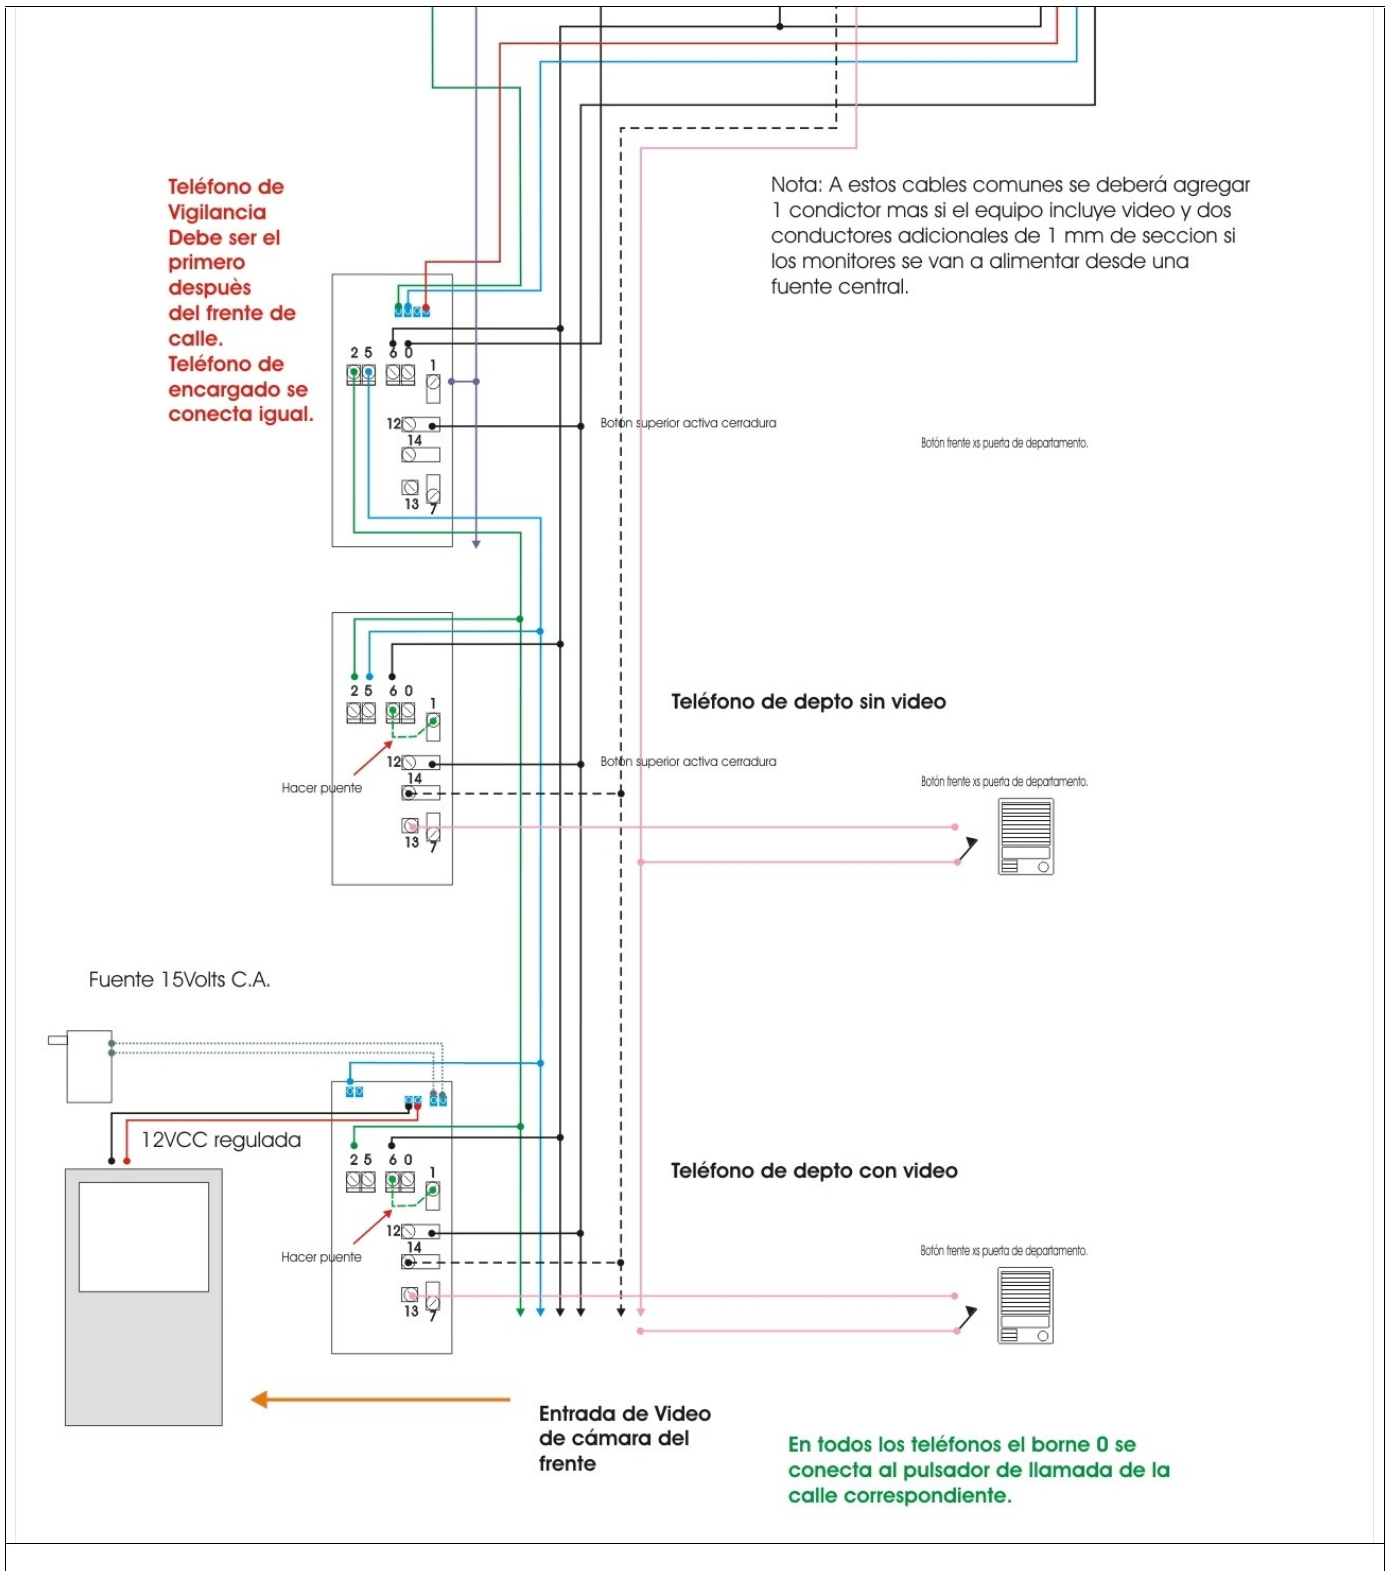 Teléfono de
Vigilancia
Debe ser el
primero
despuès
del frente de
calle.
Teléfono de
encargado se
conecta igual.
Nota: A estos cables comunes se deberá agregar
1 condictor mas si el equipo incluye video y dos
conductores adicionales de 1 mm de seccion si
los monitores se van a alimentar desde una
fuente central.
2 5 6 0
1
12
14
13
7
Botón superior activa cerradura
Botón frente xs puerta de departamento.
2 5 6 0
1
12
14
13
7
Hacer puente
Teléfono de depto sin video
Botón superior activa cerradura
Botón frente xs puerta de departamento.
Fuente 15Volts C.A.
12VCC regulada
2 5 6 0
1
12
14
13
7
Hacer puente
Teléfono de depto con video
Botón frente xs puerta de departamento.
Entrada de Video
de cámara del
frente
En todos los teléfonos el borne 0 se
conecta al pulsador de llamada de la
calle correspondiente.